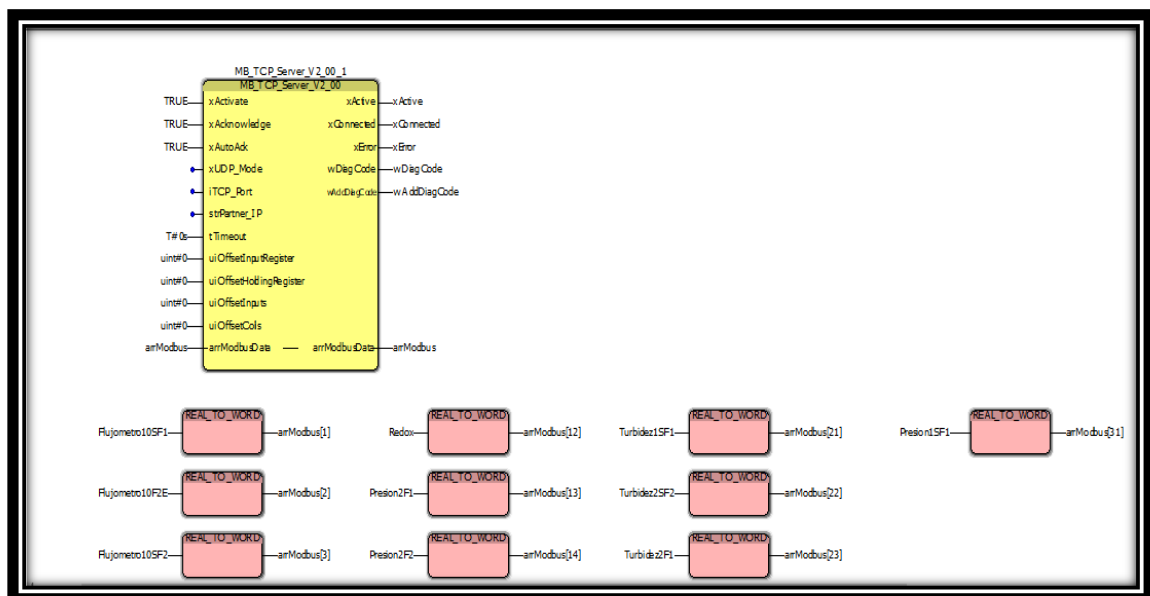 MB_TCP_Server_V2_00_1
MB_TCP_Server_V2_00
TRUE xActivate xActive xActive
TRUE xAcknowledge xConnected xConnected
TRUE xAutoAck xError xError
xUDP_Mode wDiagCode wDiagCode
iTCP_Port wAddDiagCode wAddDiagCode
strPartner_IP
T#0s tTimeout
uint#0 uiOffsetInputRegister
uint#0 uiOffsetHoldingRegister
uint#0 uiOffsetInputs
uint#0 uiOffsetCoils
arrModbus arrModbusData arrModbusData arrModbus
REAL_TO_WORD REAL_TO_WORD REAL_TO_WORD REAL_TO_WORD
Flujometro10SF1 arrModbus[1] Redox arrModbus[12] Turbidez1SF1 arrModbus[21] Presion1SF1 arrModbus[31]
REAL_TO_WORD REAL_TO_WORD REAL_TO_WORD
Flujometro10F2E arrModbus[2] Presion2F1 arrModbus[13] Turbidez2SF2 arrModbus[22]
REAL_TO_WORD REAL_TO_WORD REAL_TO_WORD
Flujometro10SF2 arrModbus[3] Presion2F2 arrModbus[14] Turbidez2F1 arrModbus[23]